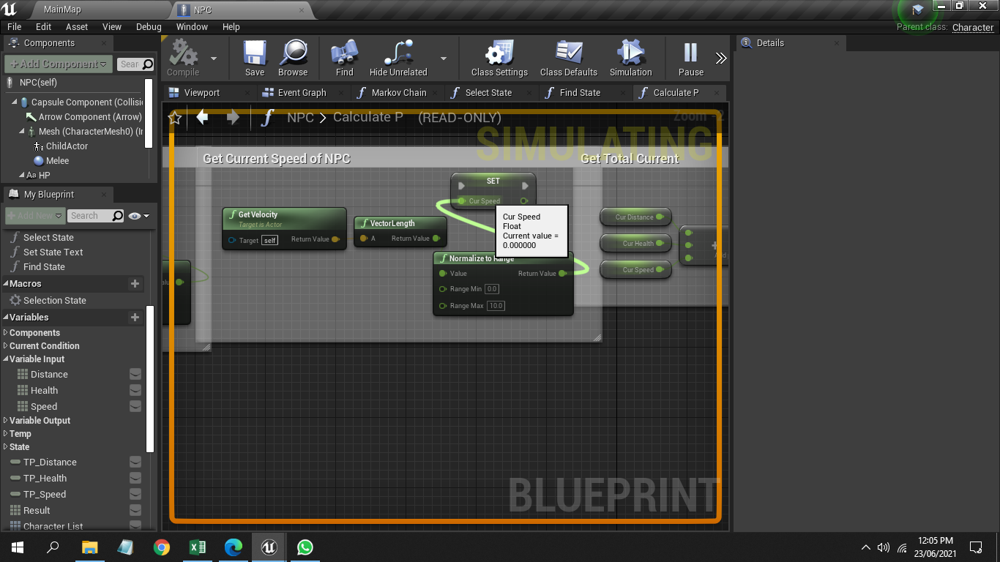 MainMap
NPC
File Edit Asset View Debug Window Help
Parent class: Character
Components
+ Add Component
Search
NPC(self)
Capsule Component (Collisi
Arrow Component (Arrow)
Mesh (CharacterMesh0) (In
ChildActor
Melee
HP
My Blueprint
+ Add New
Search
Select State
Set State Text
Find State
Macros
Selection State
Variables
Components
Current Condition
Variable Input
Distance
Health
Speed
Variable Output
Temp
State
TP_Distance
TP_Health
TP_Speed
Result
Character List
Compile Save Browse Find Hide Unrelated Class Settings Class Defaults Simulation Pause
Viewport Event Graph Markov Chain Select State Find State Calculate P
NPC > Calculate P (READ-ONLY)
Zoom -2
SIMULATING
Get Current Speed of NPC
Get Total Current
SET
Cur Speed
Cur Speed
Float
Current value =
0.000000
Get Velocity
Target is Actor
Target self Return Value
VectorLength
A Return Value
Normalize to Range
Value Return Value
Range Min 0.0
Range Max 10.0
Cur Distance
Cur Health
Cur Speed
BLUEPRINT
Details
12:05 PM
23/06/2021